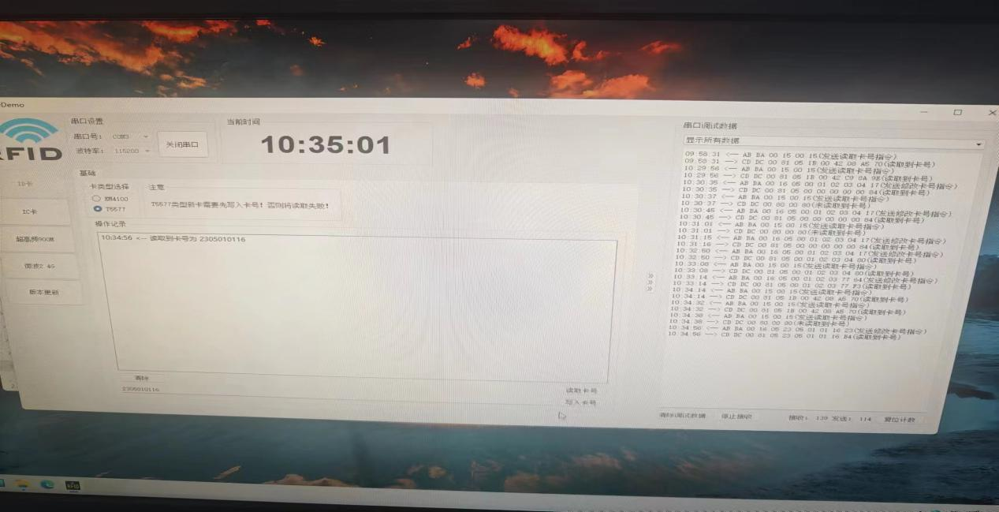 Demo
RFID
串口设置
串口号: COM3
波特率: 115200
关闭串口
当前时间
10:35:01
ID卡
IC卡
超高频900M
微波2.4G
版本更新
基础
卡类型选择
EM4100
T5577
注意
T5577类型新卡需要先写入卡号！否则将读取失败！
操作记录
10:34:56 <-- 读取到卡号为 2305010116
清除
2305010116
读取卡号
写入卡号
串口调试数据
显示所有数据
09:58:31 <-- AB BA 00 15 00 15(发送读取卡号指令)
09:58:31 --> CD DC 00 81 05 1B 00 42 08 A5 70(读取到卡号)
10:29:56 <-- AB BA 00 15 00 15(发送读取卡号指令)
10:29:56 --> CD DC 00 81 05 1B 00 42 C9 8A 9E(读取到卡号)
10:30:35 <-- AB BA 00 16 05 00 01 02 03 04 17(发送修改卡号指令)
10:30:35 --> CD DC 00 81 05 00 00 00 00 00 84(读取到卡号)
10:30:37 <-- AB BA 00 15 00 15(发送读取卡号指令)
10:30:37 --> CD DC 00 80 00 80(未读取到卡号)
10:30:45 <-- AB BA 00 16 05 00 01 02 03 04 17(发送修改卡号指令)
10:30:45 --> CD DC 00 81 05 00 00 00 00 00 84(读取到卡号)
10:31:01 <-- AB BA 00 15 00 15(发送读取卡号指令)
10:31:01 --> CD DC 00 80 00 80(未读取到卡号)
10:31:15 <-- AB BA 00 16 05 00 01 02 03 04 17(发送修改卡号指令)
10:31:16 --> CD DC 00 81 05 00 00 00 00 00 84(读取到卡号)
10:32:50 <-- AB BA 00 16 05 00 01 02 03 04 17(发送修改卡号指令)
10:32:50 --> CD DC 00 81 05 00 01 02 03 04 80(读取到卡号)
10:33:08 <-- AB BA 00 15 00 15(发送读取卡号指令)
10:33:08 --> CD DC 00 81 05 00 01 02 03 04 80(读取到卡号)
10:33:14 <-- AB BA 00 16 05 00 01 02 03 77 64(发送修改卡号指令)
10:33:14 --> CD DC 00 81 05 00 01 02 03 77 F3(读取到卡号)
10:34:14 <-- AB BA 00 15 00 15(发送读取卡号指令)
10:34:14 --> CD DC 00 81 05 1B 00 42 08 A5 70(读取到卡号)
10:34:32 <-- AB BA 00 15 00 15(发送读取卡号指令)
10:34:32 --> CD DC 00 81 05 1B 00 42 08 A5 70(读取到卡号)
10:34:38 <-- AB BA 00 15 00 15(发送读取卡号指令)
10:34:38 --> CD DC 00 80 00 80(未读取到卡号)
10:34:56 <-- AB BA 00 16 05 23 05 01 01 16 23(发送修改卡号指令)
10:34:56 --> CD DC 00 81 05 23 05 01 01 16 B4(读取到卡号)
清除调试数据 停止接收 接收: 139 发送: 114 复位计数
RFID